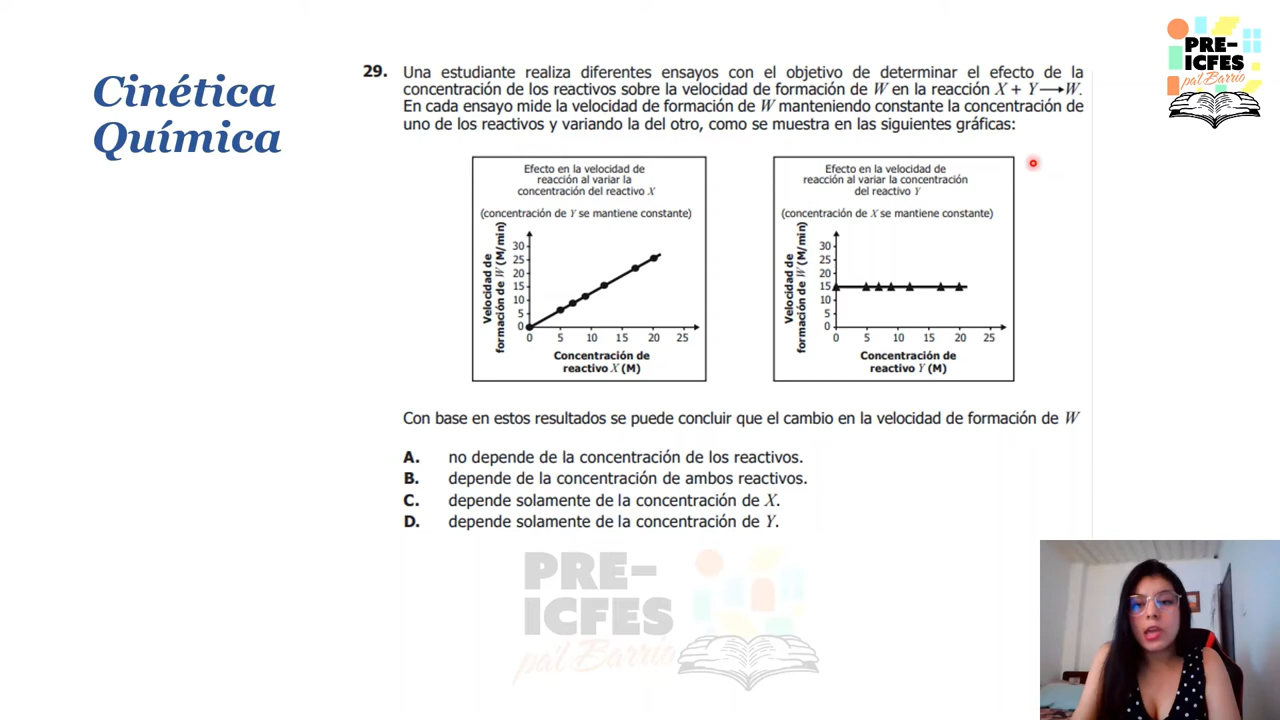 Cinética
Química
PRE-
ICFES
pa'l Barrio
29. Una estudiante realiza diferentes ensayos con el objetivo de determinar el efecto de la
concentración de los reactivos sobre la velocidad de formación de W en la reacción X + Y ⟶ W.
En cada ensayo mide la velocidad de formación de W manteniendo constante la concentración de
uno de los reactivos y variando la del otro, como se muestra en las siguientes gráficas:
Efecto en la velocidad de
reacción al variar la
concentración del reactivo X
(concentración de Y se mantiene constante)
Velocidad de
formación de W (M/min)
30
25
20
15
10
5
0
0 5 10 15 20 25
Concentración de
reactivo X (M)
Efecto en la velocidad de
reacción al variar la concentración
del reactivo Y
(concentración de X se mantiene constante)
Velocidad de
formación de W (M/min)
30
25
20
15
10
5
0
0 5 10 15 20 25
Concentración de
reactivo Y (M)
Con base en estos resultados se puede concluir que el cambio en la velocidad de formación de W
A. no depende de la concentración de los reactivos.
B. depende de la concentración de ambos reactivos.
C. depende solamente de la concentración de X.
D. depende solamente de la concentración de Y.
PRE-
ICFES
pa'l Barrio